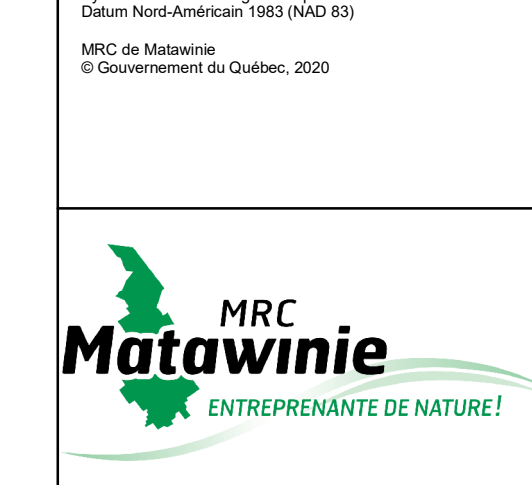 Datum Nord-Américain 1983 (NAD 83)
MRC de Matawinie
© Gouvernement du Québec, 2020
MRC
Matawinie
ENTREPRENANTE DE NATURE!